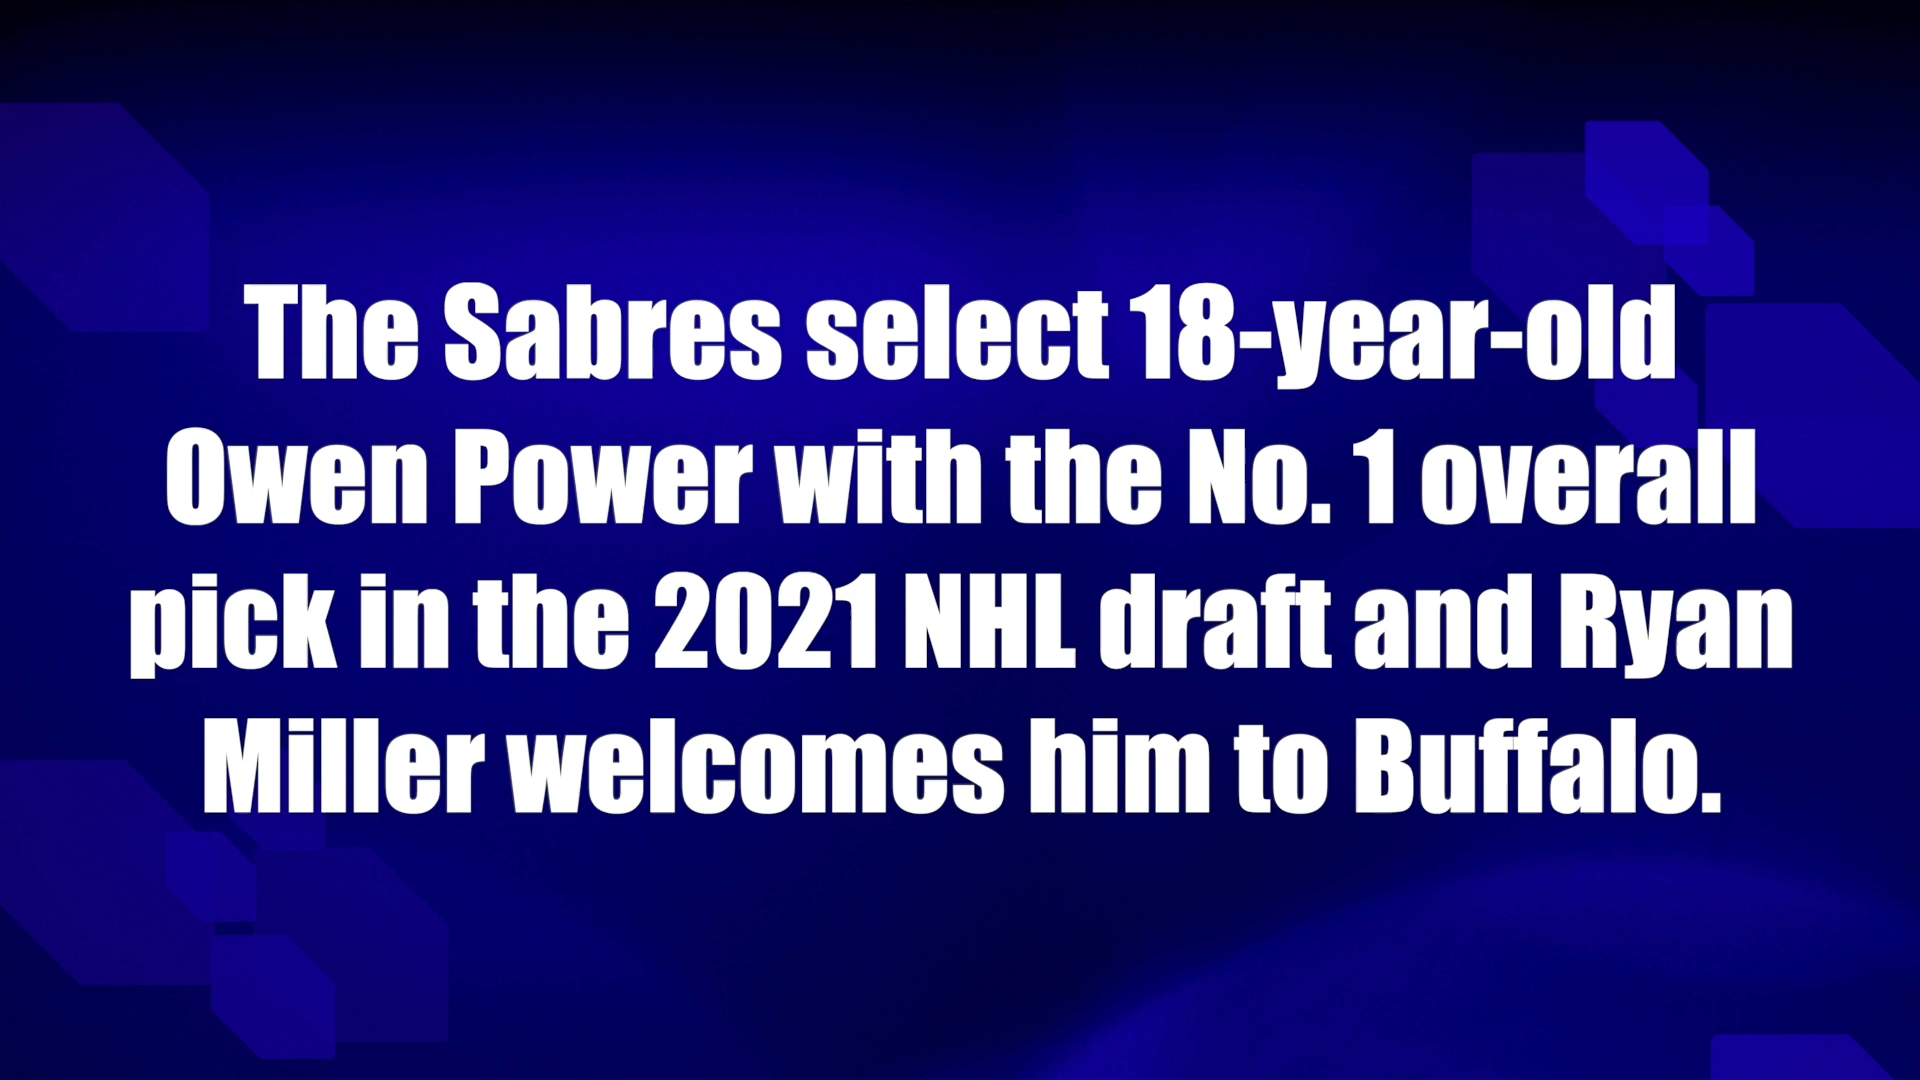 The Sabres select 18-year-old
Owen Power with the No. 1 overall
pick in the 2021 NHL draft and Ryan
Miller welcomes him to Buffalo.